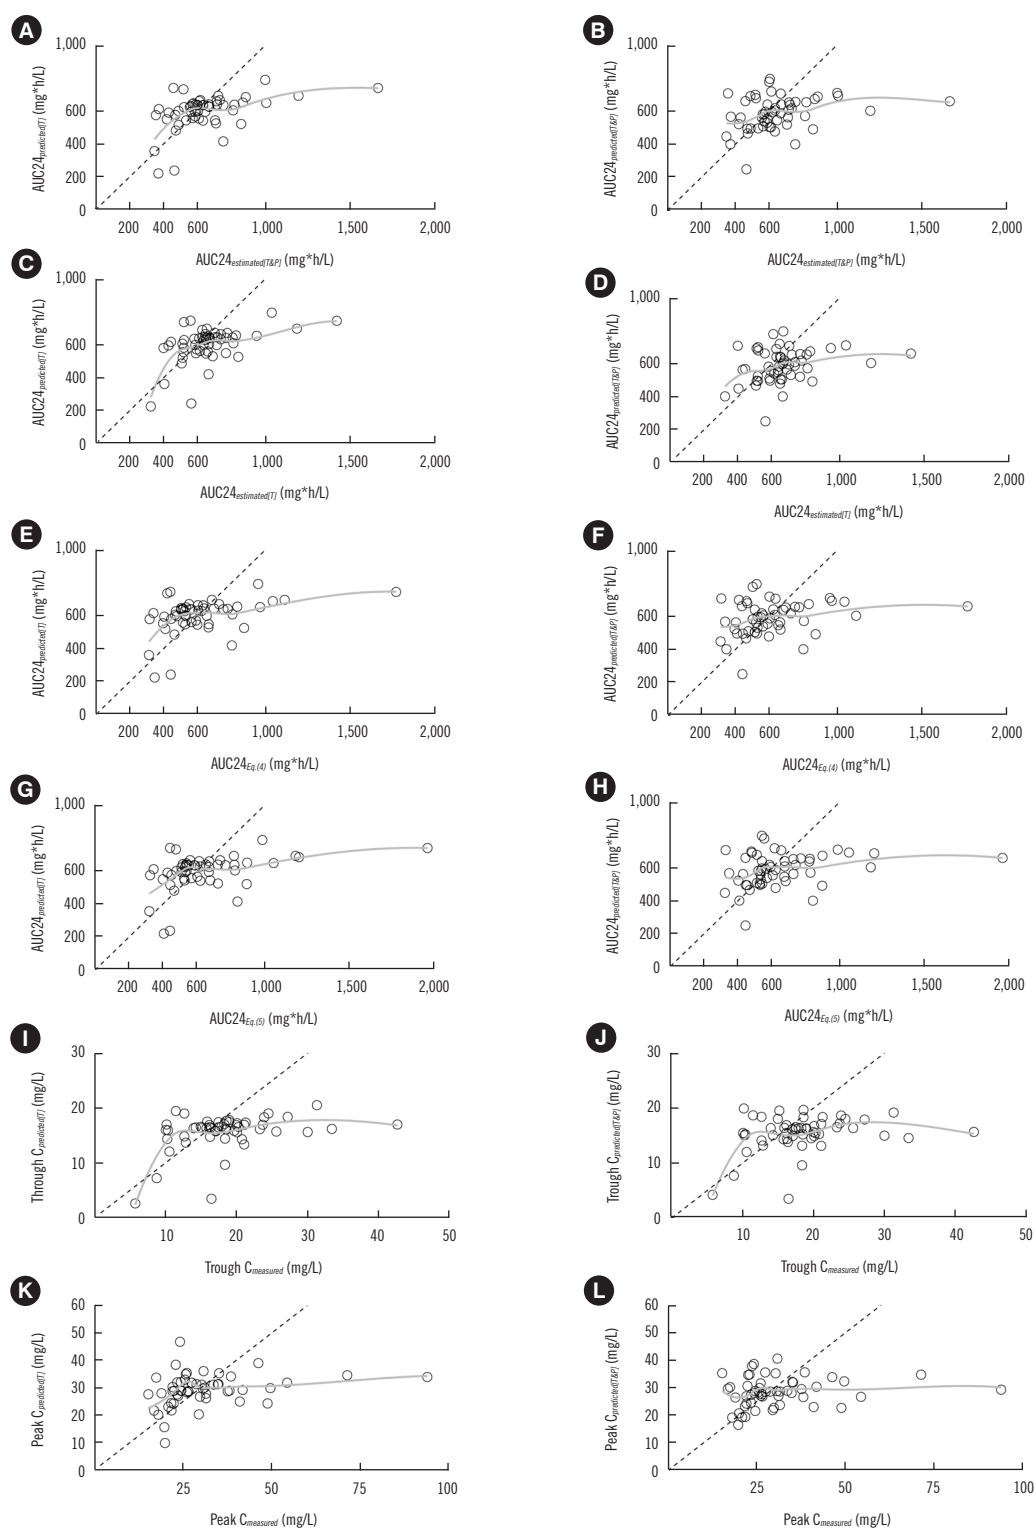 A
1,000
800
600
400
200
0
AUC24predicted[T] (mg*h/L)
200 400 600 1,000 1,500 2,000
AUC24estimated[T&P] (mg*h/L)
B
1,000
800
600
400
200
0
AUC24predicted[T&P] (mg*h/L)
200 400 600 1,000 1,500 2,000
AUC24estimated[T&P] (mg*h/L)
C
1,000
800
600
400
200
0
AUC24predicted[T] (mg*h/L)
200 400 600 1,000 1,500 2,000
AUC24estimated[T] (mg*h/L)
D
1,000
800
600
400
200
0
AUC24predicted[T&P] (mg*h/L)
200 400 600 1,000 1,500 2,000
AUC24estimated[T] (mg*h/L)
E
1,000
800
600
400
200
0
AUC24predicted[T] (mg*h/L)
200 400 600 1,000 1,500 2,000
AUC24Eq.(4) (mg*h/L)
F
1,000
800
600
400
200
0
AUC24predicted[T&P] (mg*h/L)
200 400 600 1,000 1,500 2,000
AUC24Eq.(4) (mg*h/L)
G
1,000
800
600
400
200
0
AUC24predicted[T] (mg*h/L)
200 400 600 1,000 1,500 2,000
AUC24Eq.(5) (mg*h/L)
H
1,000
800
600
400
200
0
AUC24predicted[T&P] (mg*h/L)
200 400 600 1,000 1,500 2,000
AUC24Eq.(5) (mg*h/L)
I
30
20
10
0
Through Cpredicted[T] (mg/L)
10 20 30 40 50
Trough Cmeasured (mg/L)
J
30
20
10
0
Trough Cpredicted[T&P] (mg/L)
10 20 30 40 50
Trough Cmeasured (mg/L)
K
60
50
40
30
20
10
0
Peak Cpredicted[T] (mg/L)
25 50 75 100
Peak Cmeasured (mg/L)
L
60
50
40
30
20
10
0
Peak Cpredicted[T&P] (mg/L)
25 50 75 100
Peak Cmeasured (mg/L)